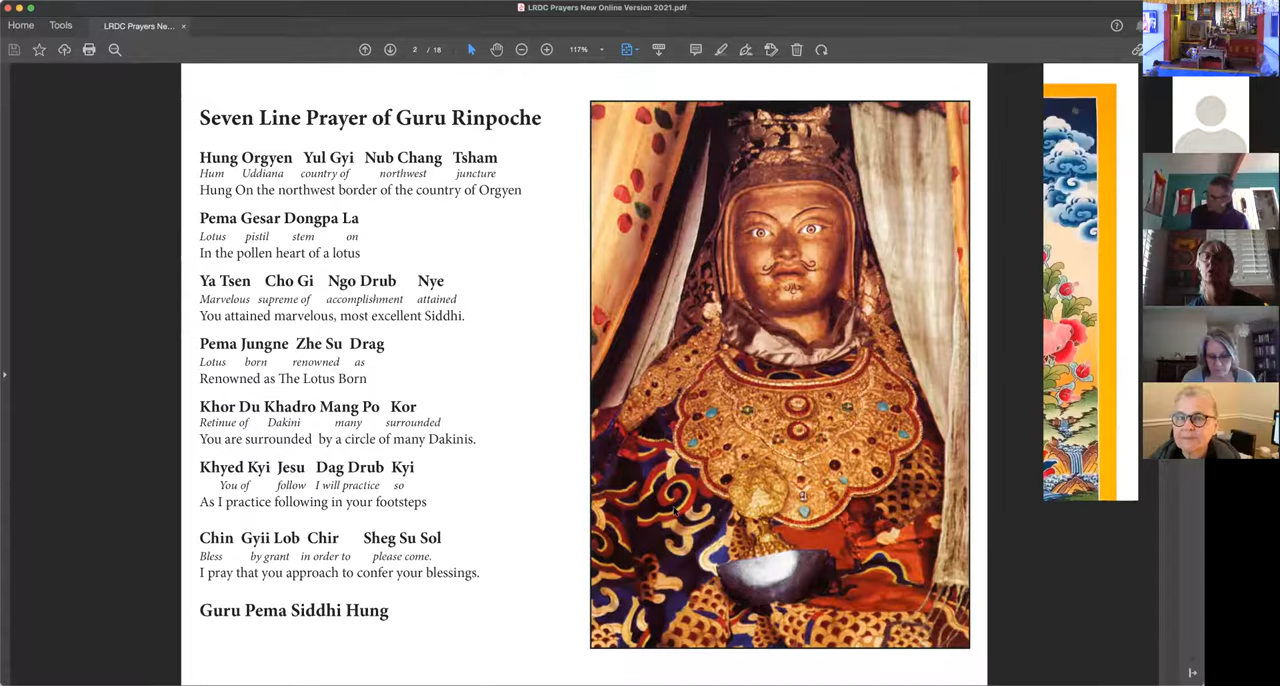 LRDC Prayers New Online Version 2021.pdf
Home Tools LRDC Prayers Ne... ×
2 / 18 117%
Seven Line Prayer of Guru Rinpoche
Hung Orgyen Yul Gyi Nub Chang Tsham
Hum Uddiana country of northwest juncture
Hung On the northwest border of the country of Orgyen
Pema Gesar Dongpa La
Lotus pistil stem on
In the pollen heart of a lotus
Ya Tsen Cho Gi Ngo Drub Nye
Marvelous supreme of accomplishment attained
You attained marvelous, most excellent Siddhi.
Pema Jungne Zhe Su Drag
Lotus born renowned as
Renowned as The Lotus Born
Khor Du Khadro Mang Po Kor
Retinue of Dakini many surrounded
You are surrounded by a circle of many Dakinis.
Khyed Kyi Jesu Dag Drub Kyi
You of follow I will practice so
As I practice following in your footsteps
Chin Gyii Lob Chir Sheg Su Sol
Bless by grant in order to please come.
I pray that you approach to confer your blessings.
Guru Pema Siddhi Hung